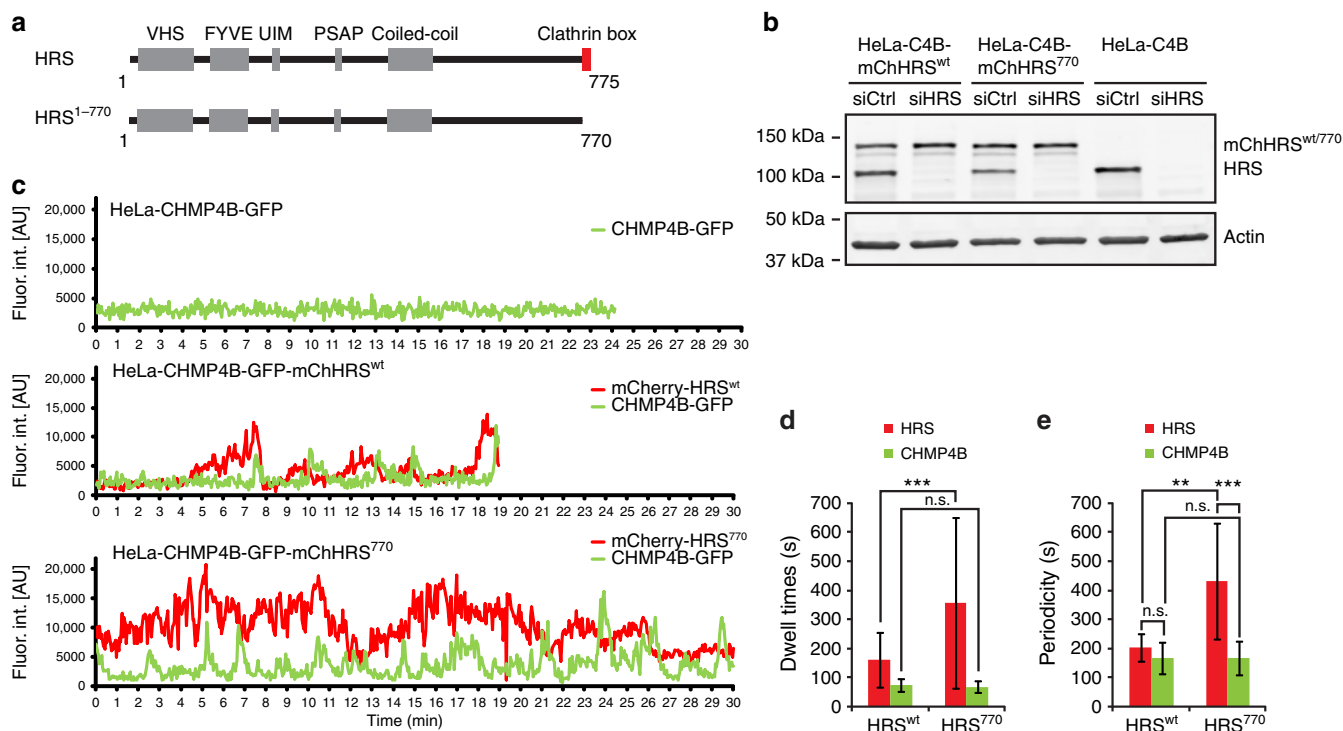 a
VHS FYVE UIM PSAP Coiled-coil Clathrin box
HRS
1 775
HRS1–770
1 770
b
HeLa-C4B-mChHRSwt HeLa-C4B-mChHRS770 HeLa-C4B
siCtrl siHRS siCtrl siHRS siCtrl siHRS
150 kDa
mChHRSwt/770
100 kDa
HRS
50 kDa
Actin
37 kDa
c
Fluor. int. [AU]
20,000
15,000
10,000
5000
0
HeLa-CHMP4B-GFP
CHMP4B-GFP
0 1 2 3 4 5 6 7 8 9 10 11 12 13 14 15 16 17 18 19 20 21 22 23 24 25 26 27 28 29 30
Fluor. int. [AU]
20,000
15,000
10,000
5000
0
HeLa-CHMP4B-GFP-mChHRSwt
mCherry-HRSwt
CHMP4B-GFP
0 1 2 3 4 5 6 7 8 9 10 11 12 13 14 15 16 17 18 19 20 21 22 23 24 25 26 27 28 29 30
Fluor. int. [AU]
20,000
15,000
10,000
5000
0
HeLa-CHMP4B-GFP-mChHRS770
mCherry-HRS770
CHMP4B-GFP
0 1 2 3 4 5 6 7 8 9 10 11 12 13 14 15 16 17 18 19 20 21 22 23 24 25 26 27 28 29 30
Time (min)
d
HRS
CHMP4B
***
n.s.
Dwell times (s)
700
600
500
400
300
200
100
0
HRSwt HRS770
e
HRS
CHMP4B
** ***
n.s.
n.s.
Periodicity (s)
700
600
500
400
300
200
100
0
HRSwt HRS770